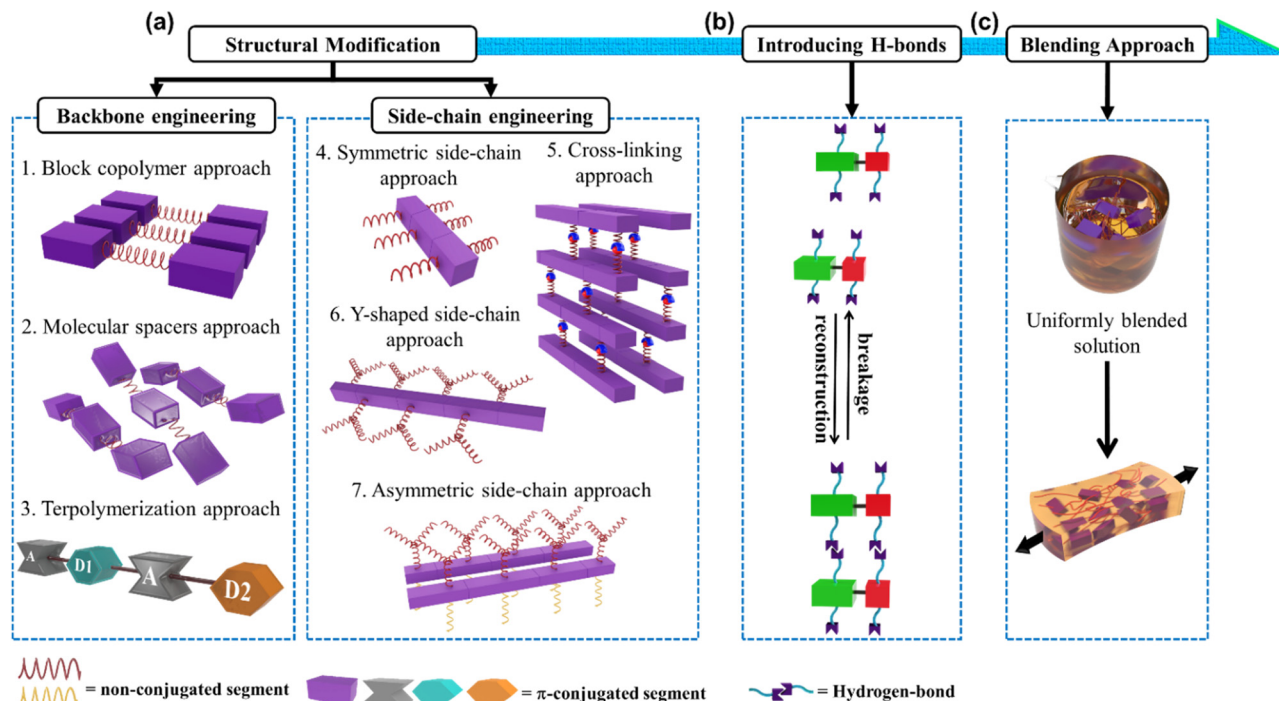 (a)
Structural Modification
(b)
Introducing H-bonds
(c)
Blending Approach
Backbone engineering
Side-chain engineering
1. Block copolymer approach
2. Molecular spacers approach
3. Terpolymerization approach
A
D1
A
D2
4. Symmetric side-chain
approach
5. Cross-linking
approach
6. Y-shaped side-chain
approach
7. Asymmetric side-chain approach
reconstruction
breakage
Uniformly blended
solution
= non-conjugated segment
= π-conjugated segment
= Hydrogen-bond